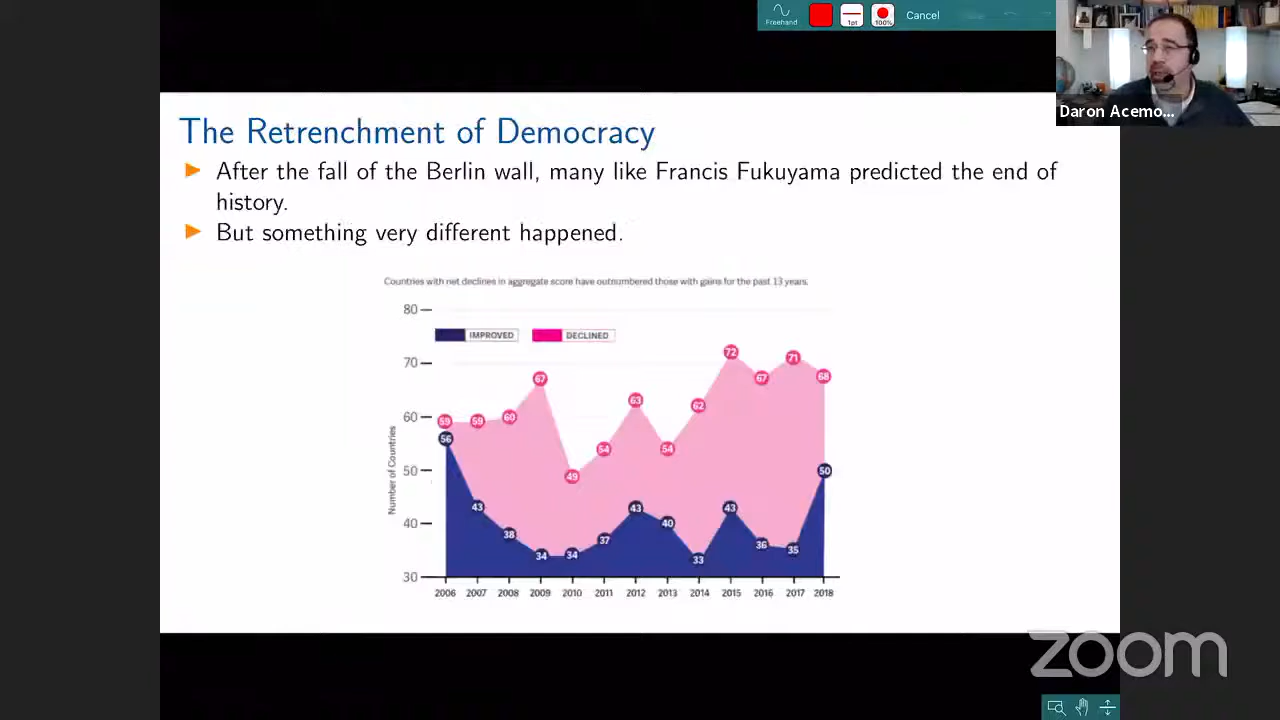 Freehand
1pt
100%
Cancel
Daron Acemo...
The Retrenchment of Democracy
After the fall of the Berlin wall, many like Francis Fukuyama predicted the end of
history.
But something very different happened.
Countries with net declines in aggregate score have outnumbered those with gains for the past 13 years.
80
IMPROVED DECLINED
70
60
50
40
30
Number of Countries
59 59 60 67 49 54 63 54 62 72 67 71 68
56 43 38 34 34 37 43 40 33 43 36 35 50
2006 2007 2008 2009 2010 2011 2012 2013 2014 2015 2016 2017 2018
zoom